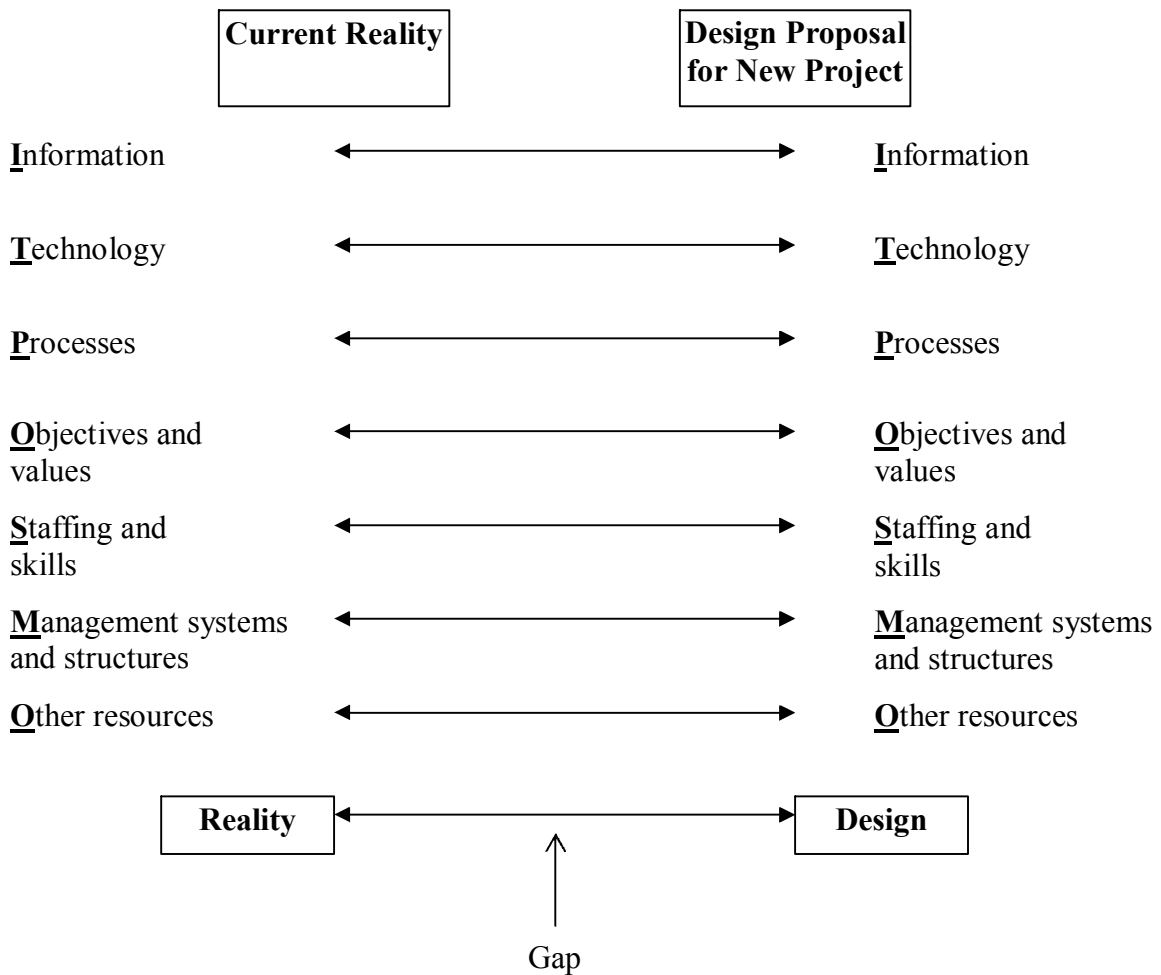 Current Reality
Design Proposal
for New Project
Information
Information
Technology
Technology
Processes
Processes
Objectives and
values
Objectives and
values
Staffing and
skills
Staffing and
skills
Management systems
and structures
Management systems
and structures
Other resources
Other resources
Reality
Design
Gap